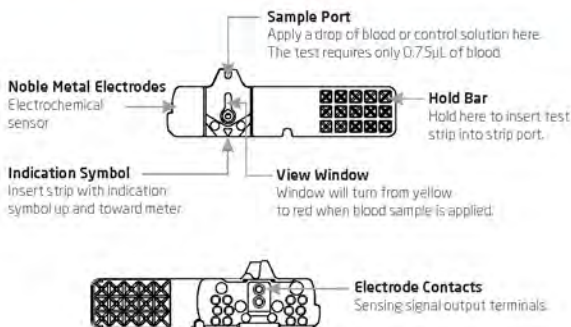 Sample Port
Apply a drop of blood or control solution here.
The test requires only 0.75µL of blood
Noble Metal Electrodes
Electrochemical
sensor
Hold Bar
Hold here to insert test
strip into strip port.
Indication Symbol
Insert strip with indication
symbol up and toward meter.
View Window
Window will turn from yellow
to red when blood sample is applied.
Electrode Contacts
Sensing signal output terminals.